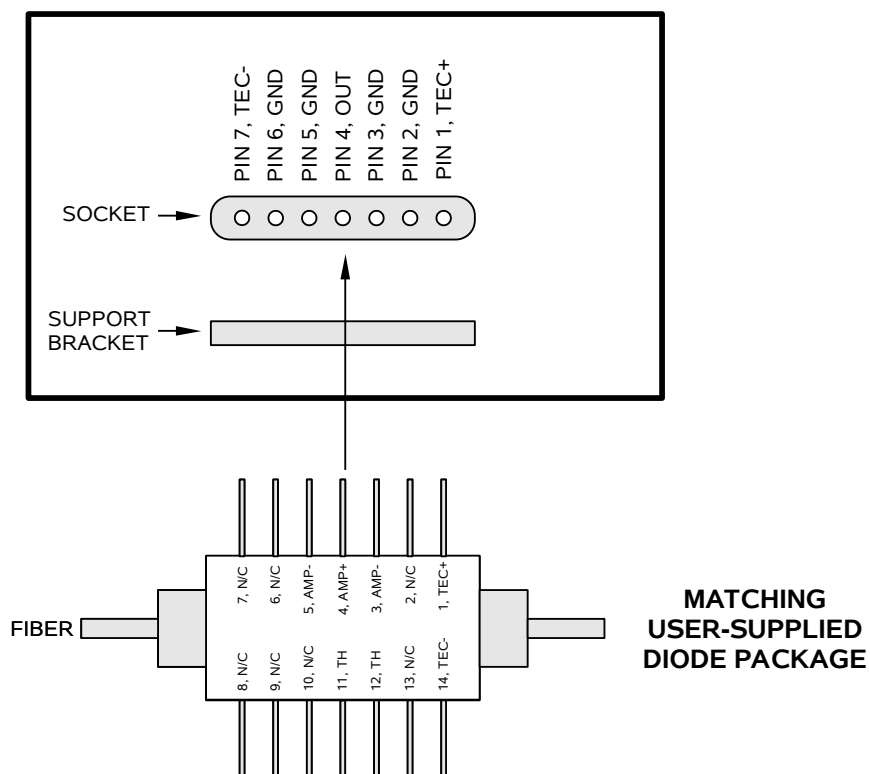 PIN 7, TEC-
PIN 6, GND
PIN 5, GND
PIN 4, OUT
PIN 3, GND
PIN 2, GND
PIN 1, TEC+
SOCKET
SUPPORT
BRACKET
7, N/C
6, N/C
5, AMP-
4, AMP+
3, AMP-
2, N/C
1, TEC+
FIBER
8, N/C
9, N/C
10, N/C
11, TH
12, TH
13, N/C
14, TEC-
MATCHING
USER-SUPPLIED
DIODE PACKAGE